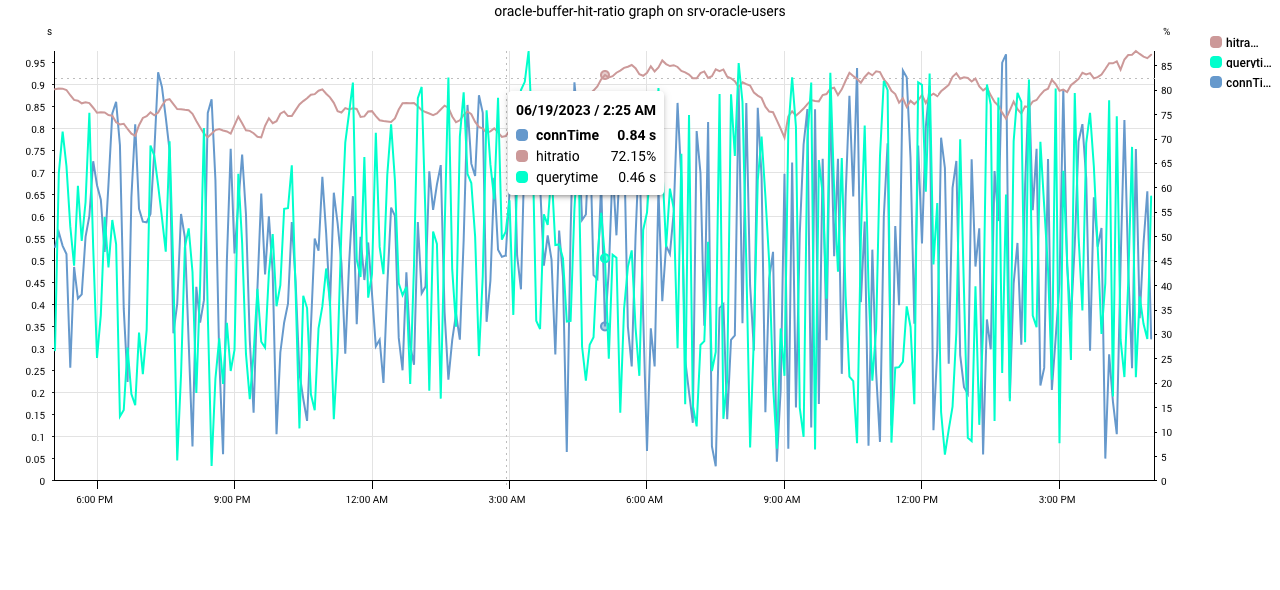 oracle-buffer-hit-ratio graph on srv-oracle-users
s
%
0.95
0.9
0.85
0.8
0.75
0.7
0.65
0.6
0.55
0.5
0.45
0.4
0.35
0.3
0.25
0.2
0.15
0.1
0.05
0
06/19/2023 / 2:25 AM
connTime 0.84 s
hitratio 72.15%
querytime 0.46 s
85
80
75
70
65
60
55
50
45
40
35
30
25
20
15
10
5
0
6:00 PM
9:00 PM
12:00 AM
3:00 AM
6:00 AM
9:00 AM
12:00 PM
3:00 PM
hitra...
queryti...
connTi...